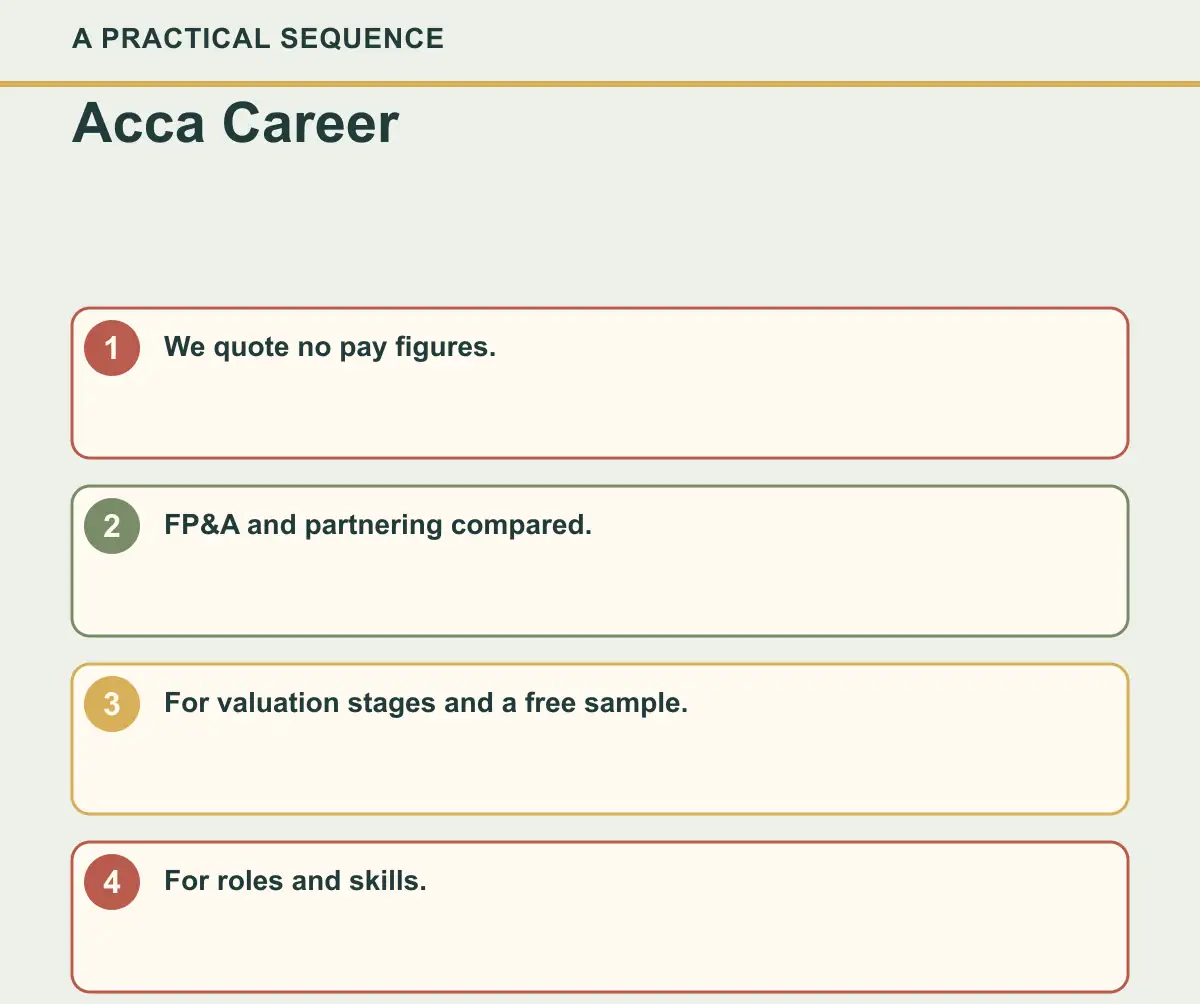 A PRACTICAL SEQUENCE
Acca Career
1
We quote no pay figures.
2
FP&A and partnering compared.
3
For valuation stages and a free sample.
4
For roles and skills.